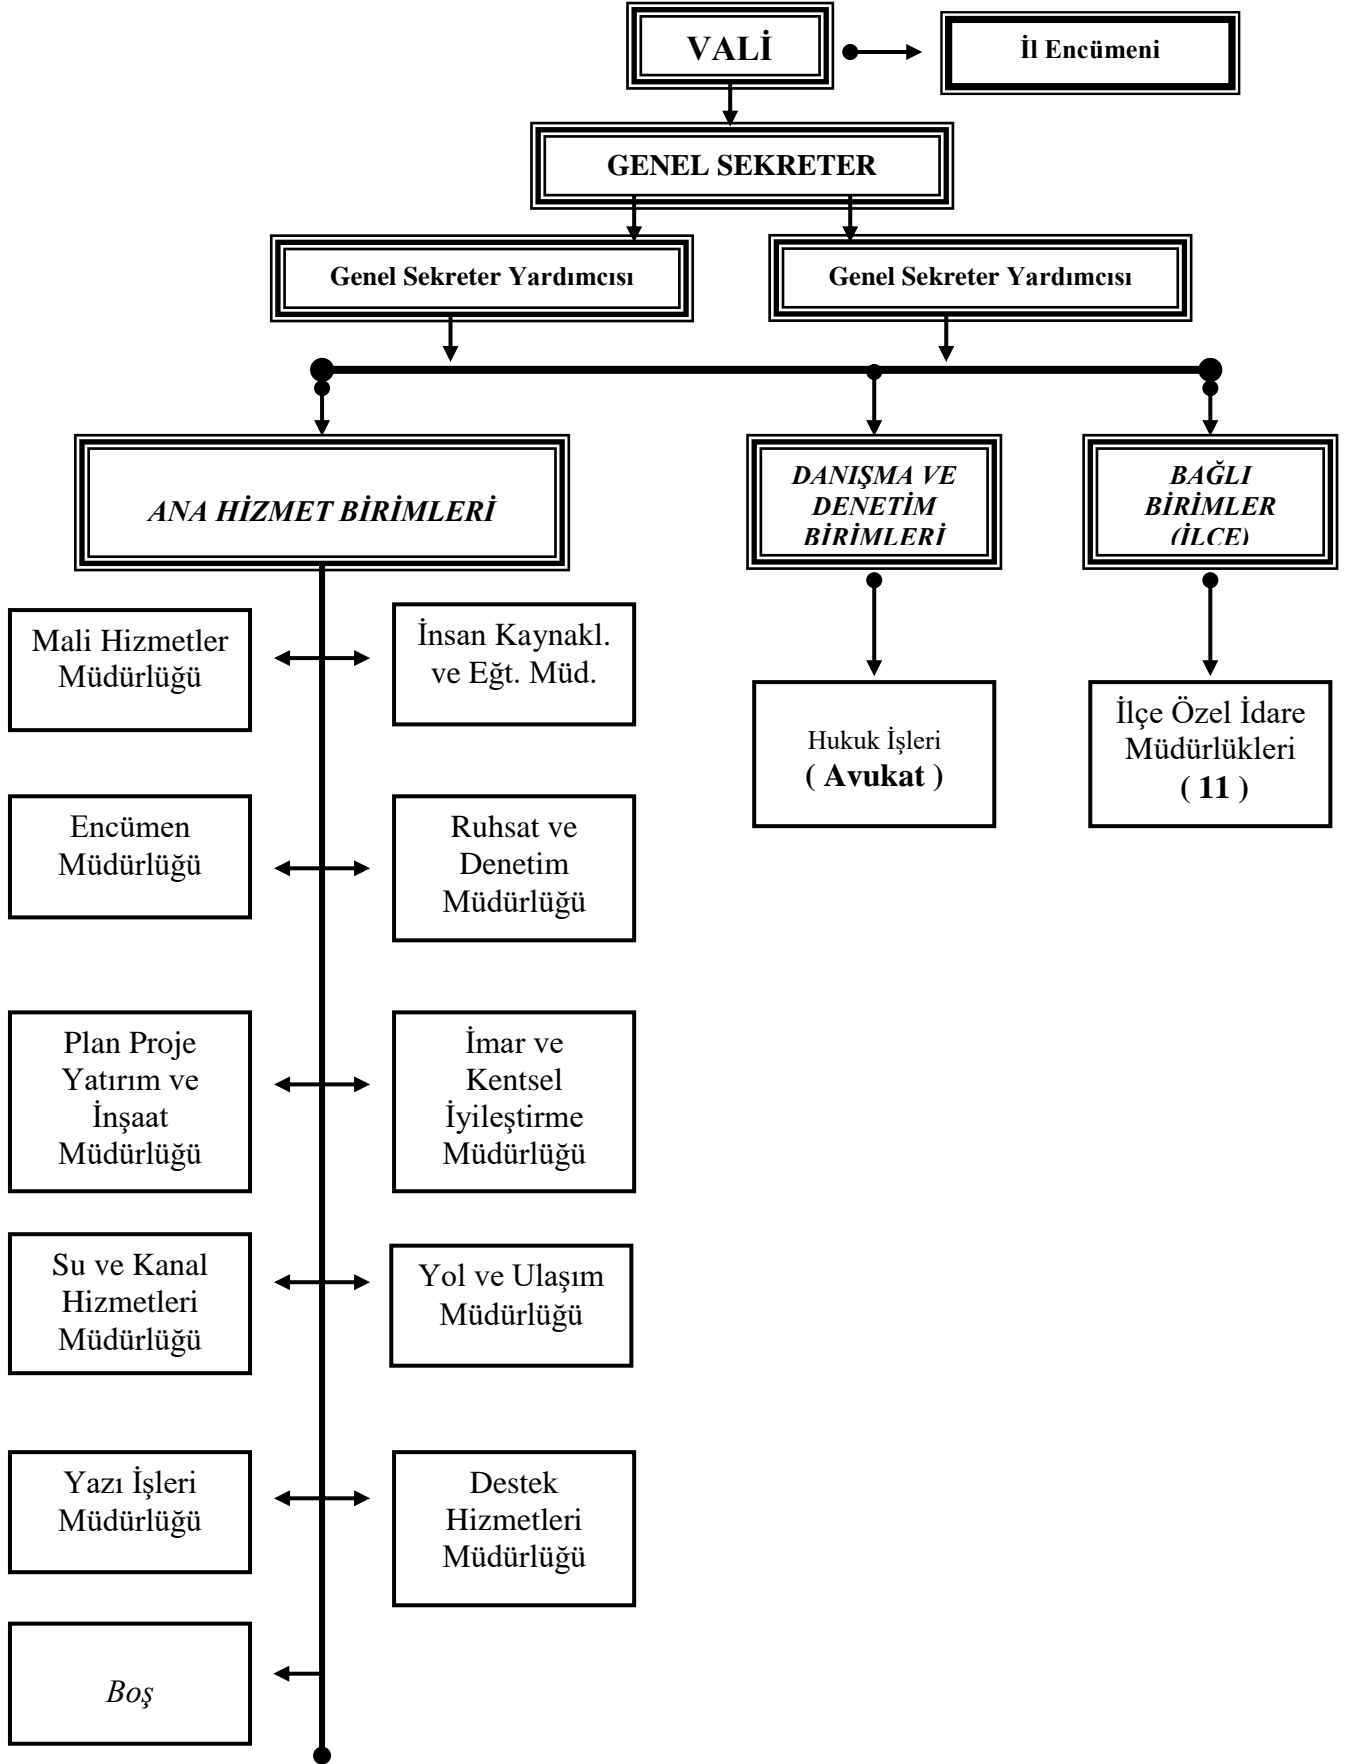 VALİ
İl Encümeni
GENEL SEKRETER
Genel Sekreter Yardımcısı
Genel Sekreter Yardımcısı
ANA HİZMET BİRİMLERİ
DANIŞMA VE
DENETİM
BİRİMLERİ
BAĞLI
BİRİMLER
(İLÇE)
Mali Hizmetler
Müdürlüğü
İnsan Kaynakl.
ve Eğt. Müd.
Hukuk İşleri
( Avukat )
İlçe Özel İdare
Müdürlükleri
( 11 )
Encümen
Müdürlüğü
Ruhsat ve
Denetim
Müdürlüğü
Plan Proje
Yatırım ve
İnşaat
Müdürlüğü
İmar ve
Kentsel
İyileştirme
Müdürlüğü
Su ve Kanal
Hizmetleri
Müdürlüğü
Yol ve Ulaşım
Müdürlüğü
Yazı İşleri
Müdürlüğü
Destek
Hizmetleri
Müdürlüğü
Boş